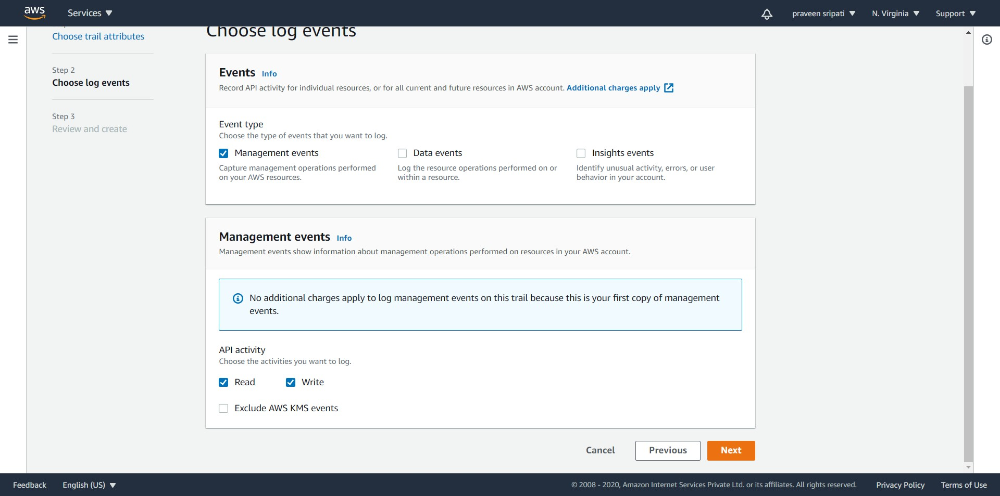 aws
Services
praveen sripati
N. Virginia
Support
Choose trail attributes
Step 2
Choose log events
Step 3
Review and create
Choose log events
Events Info
Record API activity for individual resources, or for all current and future resources in AWS account. Additional charges apply
Event type
Choose the type of events that you want to log.
Management events
Capture management operations performed
on your AWS resources.
Data events
Log the resource operations performed on or
within a resource.
Insights events
Identify unusual activity, errors, or user
behavior in your account.
Management events Info
Management events show information about management operations performed on resources in your AWS account.
No additional charges apply to log management events on this trail because this is your first copy of management
events.
API activity
Choose the activities you want to log.
Read
Write
Exclude AWS KMS events
Cancel
Previous
Next
Feedback
English (US)
© 2008 - 2020, Amazon Internet Services Private Ltd. or its affiliates. All rights reserved.
Privacy Policy
Terms of Use